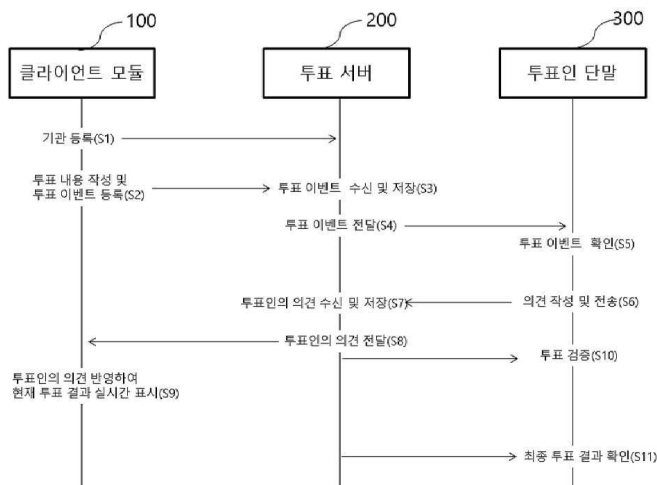 100
200
300
클라이언트 모듈
투표 서버
투표인 단말
기관 등록(S1)
투표 내용 작성 및
투표 이벤트 등록(S2)
투표 이벤트 수신 및 저장(S3)
투표 이벤트 전달(S4)
투표 이벤트 확인(S5)
투표인의 의견 수신 및 저장(S7)
의견 작성 및 전송(S6)
투표인의 의견 전달(S8)
투표 검증(S10)
투표인의 의견 반영하여
현재 투표 결과 실시간 표시(S9)
최종 투표 결과 확인(S11)